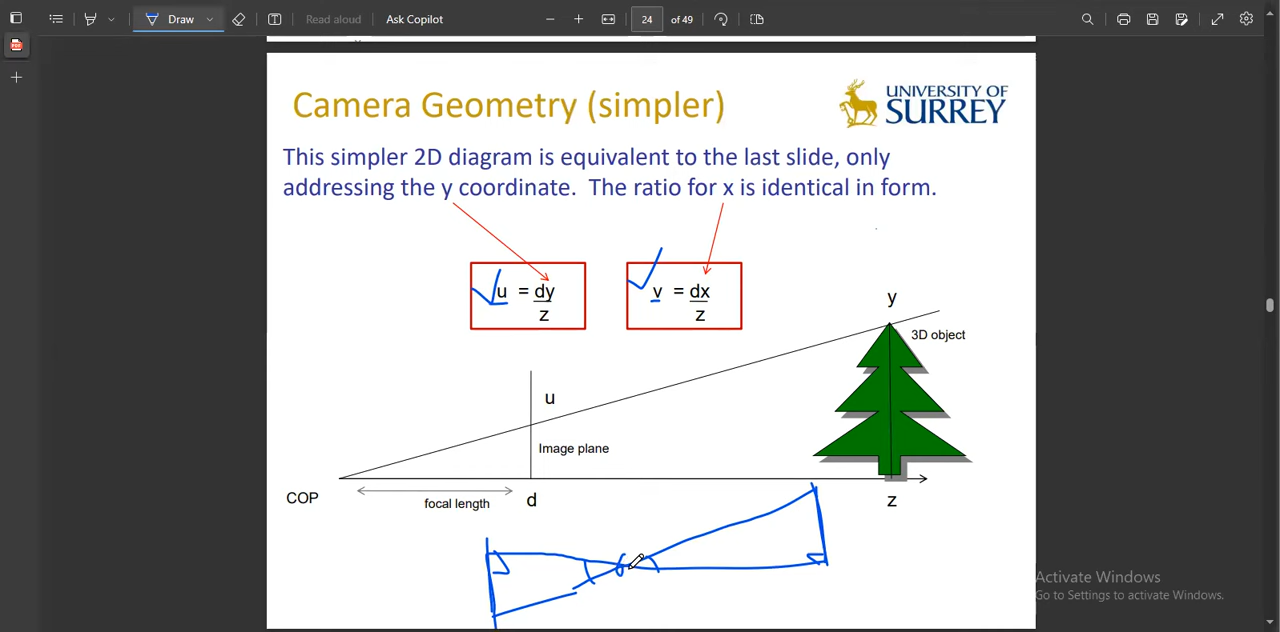 Draw
Read aloud
Ask Copilot
24
of 49
Camera Geometry (simpler)
UNIVERSITY OF
SURREY
This simpler 2D diagram is equivalent to the last slide, only
addressing the y coordinate. The ratio for x is identical in form.
u = dy
z
v = dx
z
y
3D object
u
Image plane
COP
focal length
d
z
Activate Windows
Go to Settings to activate Windows.